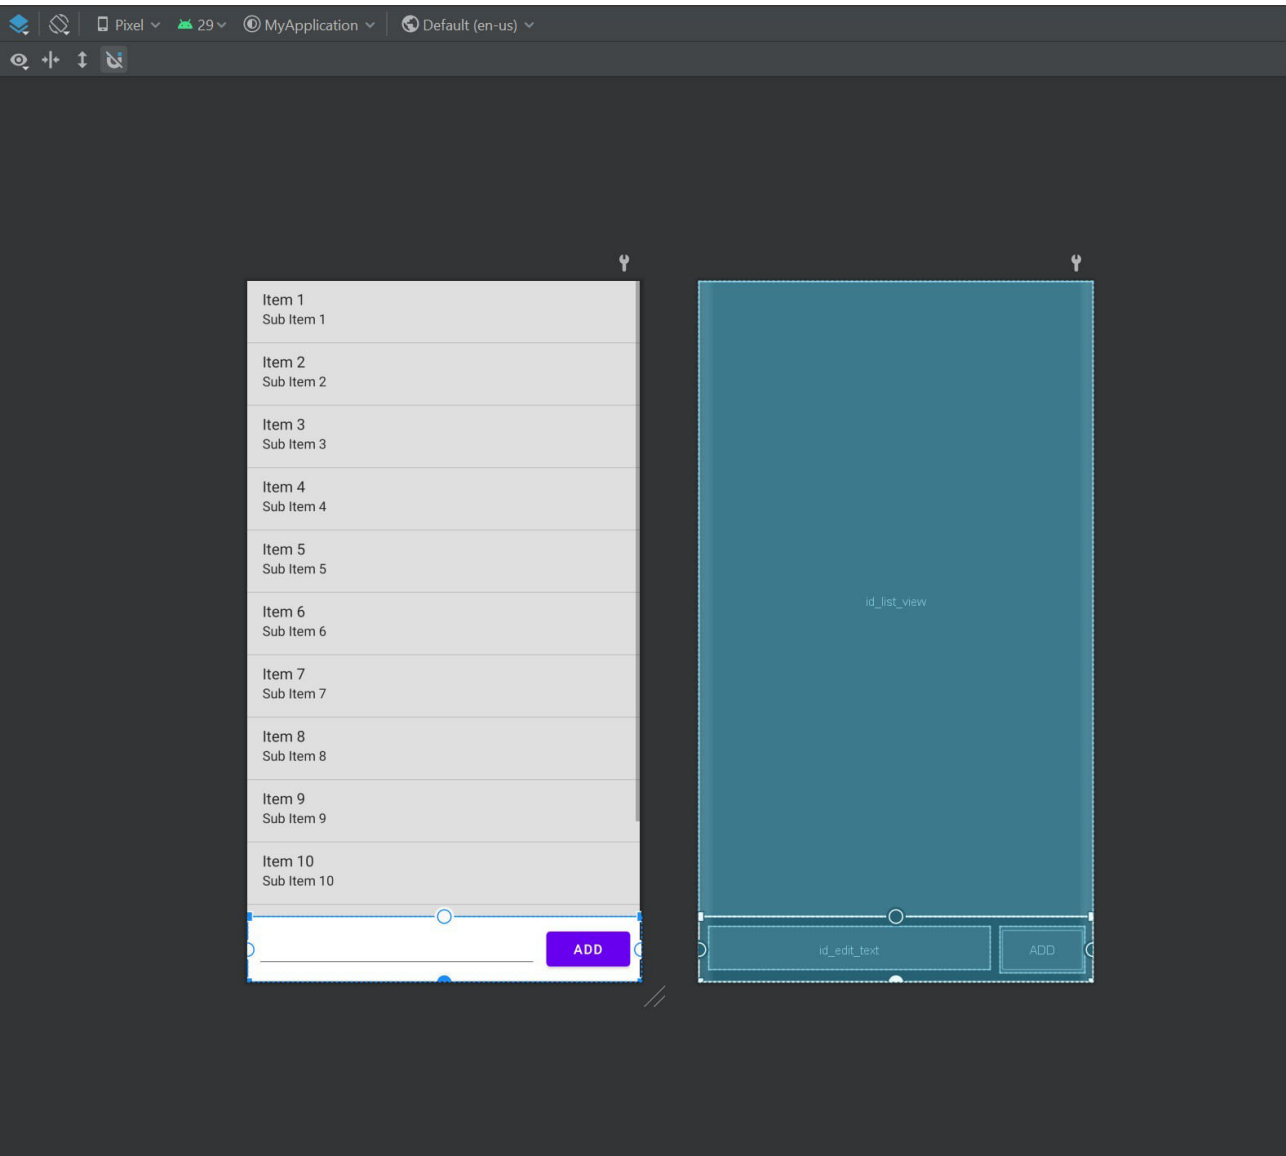 Pixel 29 MyApplication Default (en-us)
Item 1
Sub Item 1
Item 2
Sub Item 2
Item 3
Sub Item 3
Item 4
Sub Item 4
Item 5
Sub Item 5
Item 6
Sub Item 6
Item 7
Sub Item 7
Item 8
Sub Item 8
Item 9
Sub Item 9
Item 10
Sub Item 10
ADD
id_list_view
id_edit_text
ADD